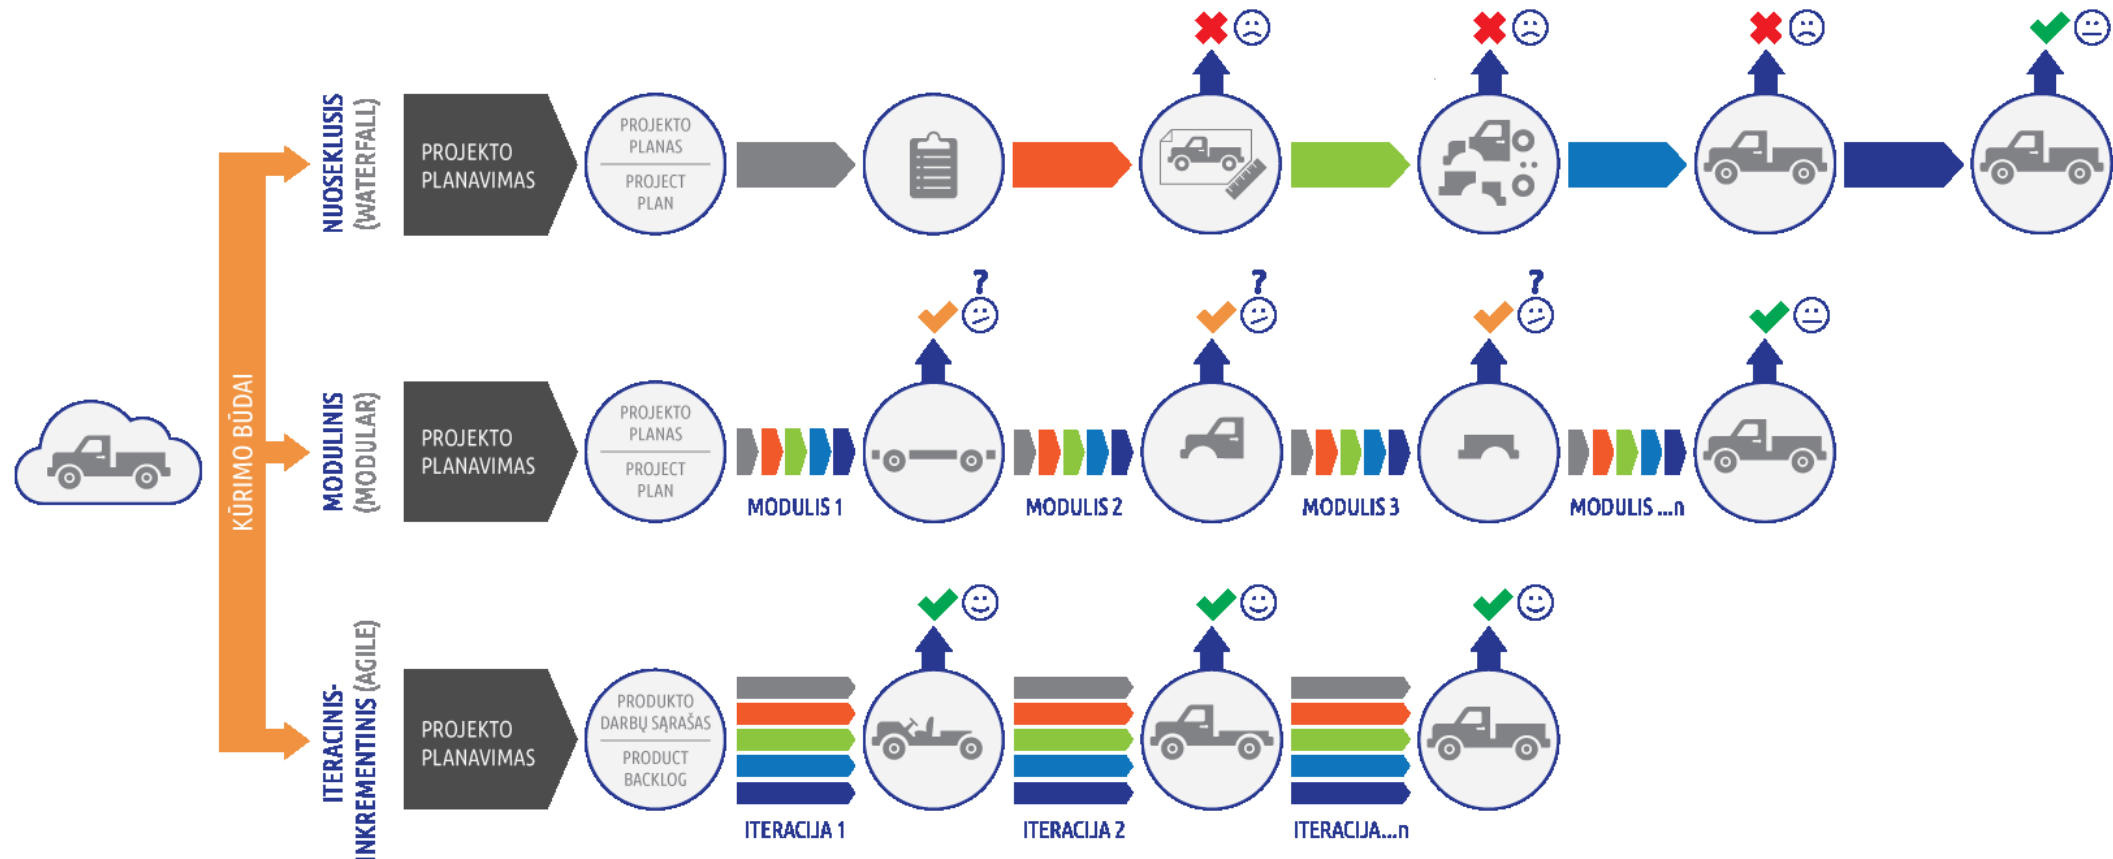 KŪRIMO BŪDAI
NUOSEKLUSIS
(WATERFALL)
PROJEKTO
PLANAVIMAS
PROJEKTO
PLANAS
PROJECT
PLAN
?
?
?
MODULINIS
(MODULAR)
PROJEKTO
PLANAVIMAS
PROJEKTO
PLANAS
PROJECT
PLAN
MODULIS 1
MODULIS 2
MODULIS 3
MODULIS ...n
ITERACINIS-
INKREMENTINIS (AGILE)
PROJEKTO
PLANAVIMAS
PRODUKTO
DARBŲ SĄRAŠAS
PRODUCT
BACKLOG
ITERACIJA 1
ITERACIJA 2
ITERACIJA...n